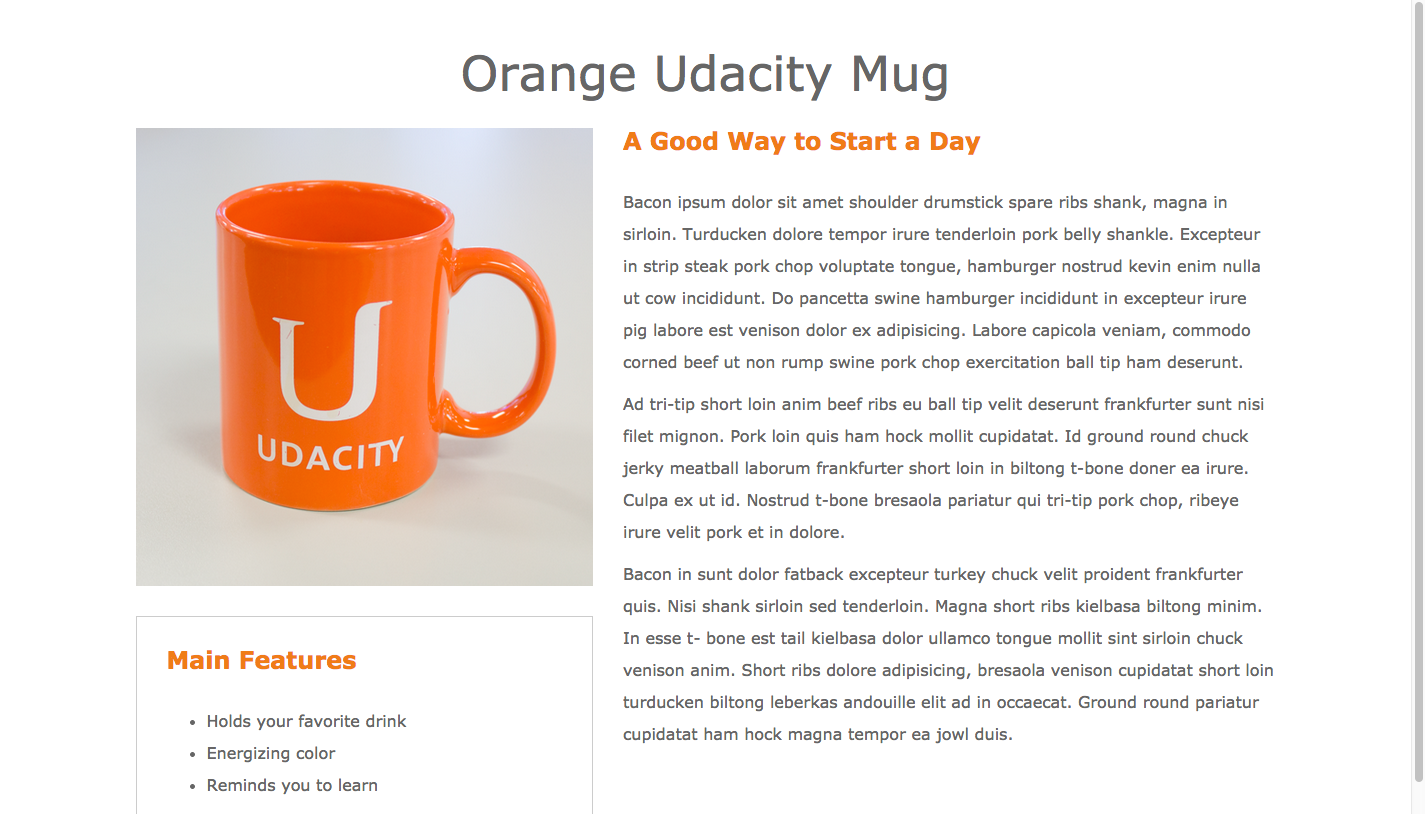 Orange Udacity Mug
U
UDACITY
Main Features
Holds your favorite drink
Energizing color
Reminds you to learn
A Good Way to Start a Day
Bacon ipsum dolor sit amet shoulder drumstick spare ribs shank, magna in
sirloin. Turducken dolore tempor irure tenderloin pork belly shankle. Excepteur
in strip steak pork chop voluptate tongue, hamburger nostrud kevin enim nulla
ut cow incididunt. Do pancetta swine hamburger incididunt in excepteur irure
pig labore est venison dolor ex adipisicing. Labore capicola veniam, commodo
corned beef ut non rump swine pork chop exercitation ball tip ham deserunt.
Ad tri-tip short loin anim beef ribs eu ball tip velit deserunt frankfurter sunt nisi
filet mignon. Pork loin quis ham hock mollit cupidatat. Id ground round chuck
jerky meatball laborum frankfurter short loin in biltong t-bone doner ea irure.
Culpa ex ut id. Nostrud t-bone bresaola pariatur qui tri-tip pork chop, ribeye
irure velit pork et in dolore.
Bacon in sunt dolor fatback excepteur turkey chuck velit proident frankfurter
quis. Nisi shank sirloin sed tenderloin. Magna short ribs kielbasa biltong minim.
In esse t- bone est tail kielbasa dolor ullamco tongue mollit sint sirloin chuck
venison anim. Short ribs dolore adipisicing, bresaola venison cupidatat short loin
turducken biltong leberkas andouille elit ad in occaecat. Ground round pariatur
cupidatat ham hock magna tempor ea jowl duis.